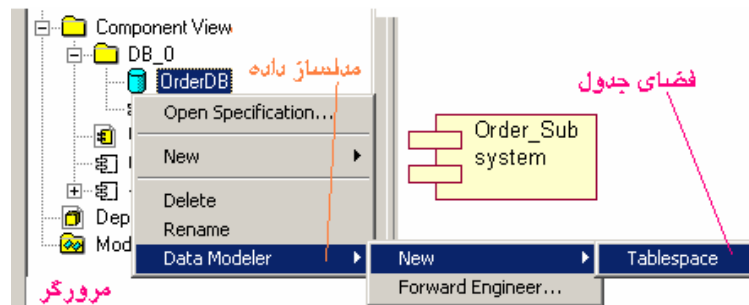 Component View
DB_0
OrderDB
مدلساز داده
فضای جدول
Open Specification...
New
Order_Sub
system
Delete
Rename
Dep
Mod
Data Modeler
New
Tablespace
Forward Engineer...
مرورگر